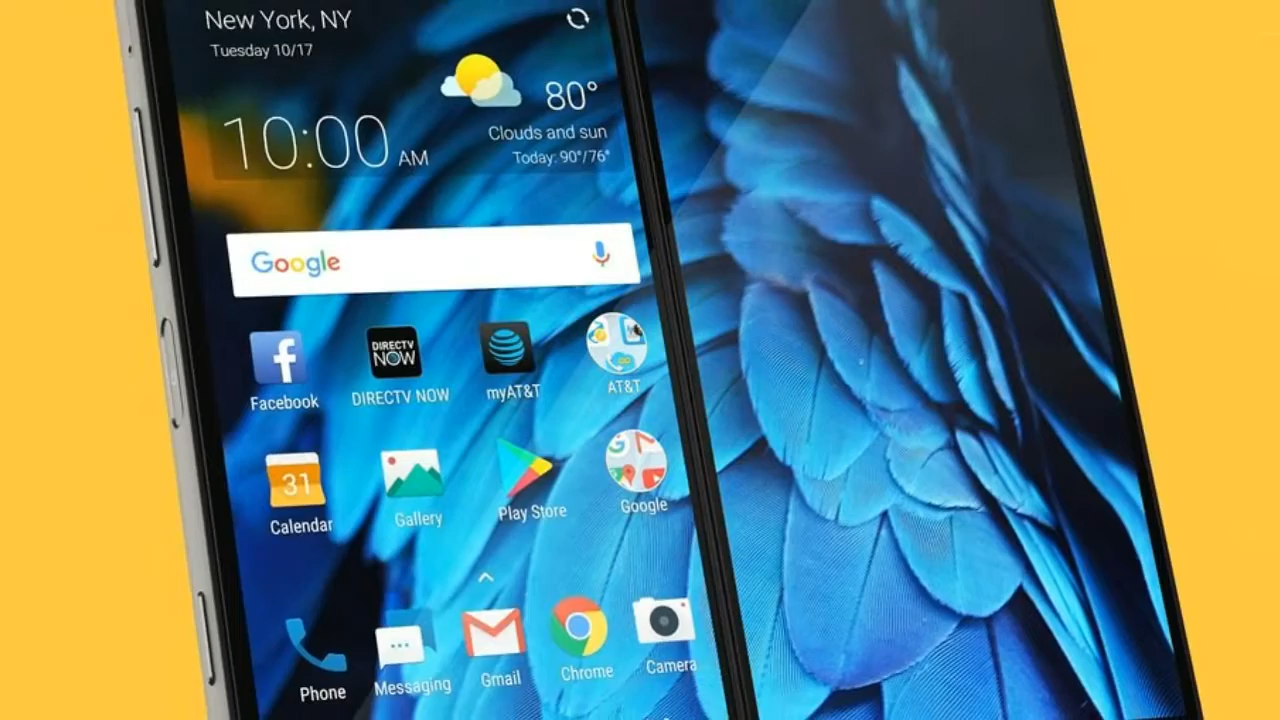 New York, NY
Tuesday 10/17
80°
10:00 AM
Clouds and sun
Today: 90°/76°
Google
DIRECTV
NOW
Facebook
DIRECTV NOW
myAT&T
AT&T
31
Calendar
Gallery
Play Store
Google
Phone
Messaging
Gmail
Chrome
Camera